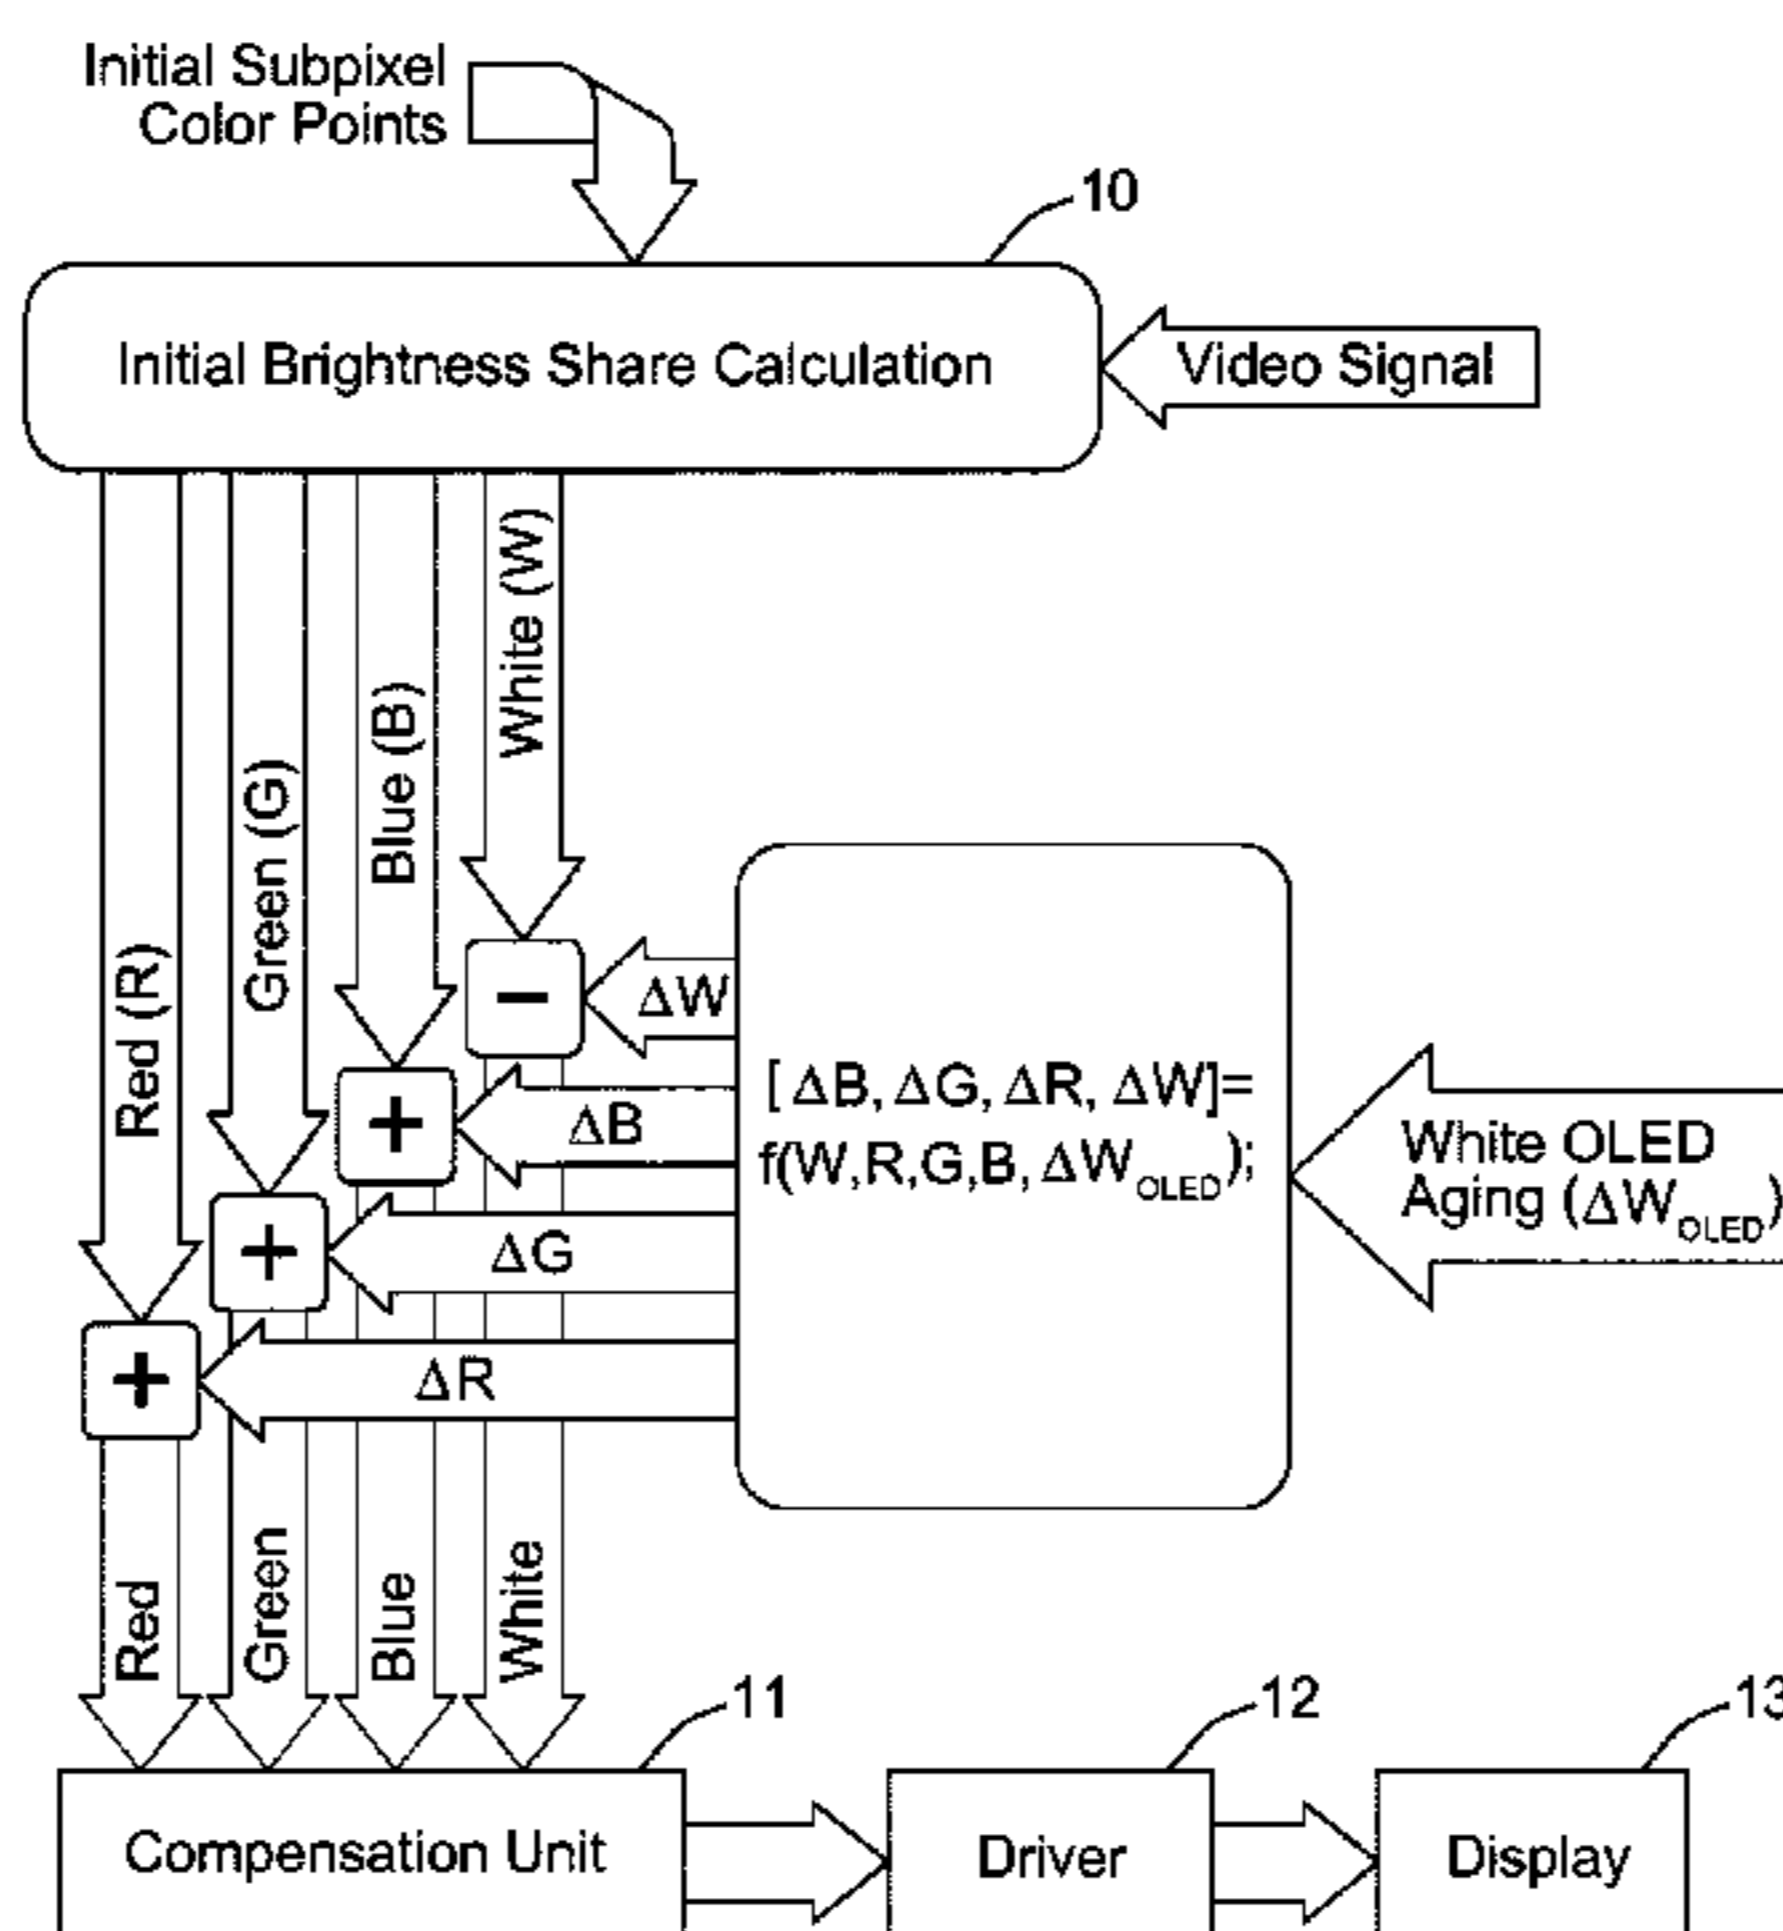 Initial Subpixel
Color Points
10
Initial Brightness Share Calculation
Video Signal
Red (R)
Green (G)
Blue (B)
White (W)
−
ΔW
+
ΔB
+
ΔG
+
ΔR
[ ΔB, ΔG, ΔR, ΔW]=
f(W,R,G,B, ΔW_OLED);
White OLED
Aging (ΔW_OLED)
Red
Green
Blue
White
11
12
13
Compensation Unit
Driver
Display